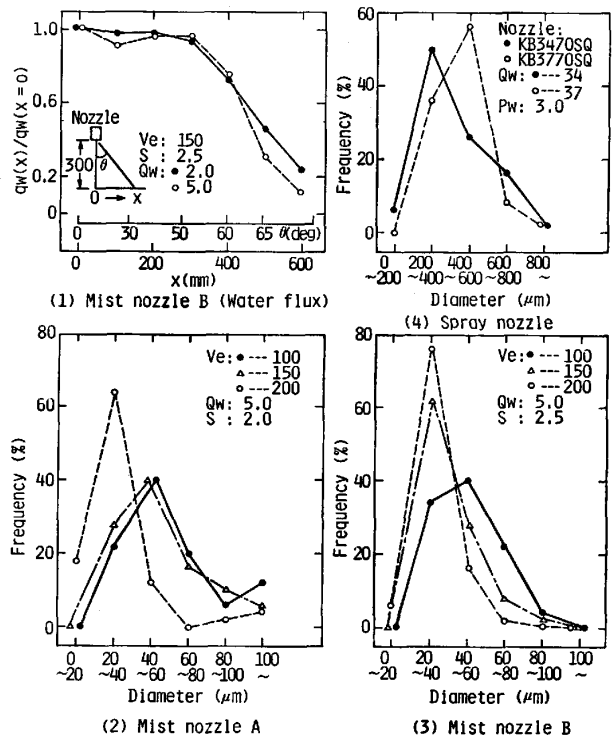 qw(x)/qw(x=0)
1.0
0.6
0.2
0
Nozzle
300
θ
0 → x
Ve: 150
S : 2.5
Qw: ● 2.0
○ 5.0
0 30 50 60 65 θ(deg)
0 200 400 600
x(mm)
(1) Mist nozzle B (Water flux)
Frequency (%)
60
40
20
0
Nozzle:
● KB3470SQ
○ KB3770SQ
Qw: ●---34
○---37
Pw: 3.0
0 200 400 600 800
~200 ~400 ~600 ~800 ~
Diameter (μm)
(4) Spray nozzle
Frequency (%)
80
60
40
20
0
Ve: ●---100
△---150
○---200
Qw: 5.0
S : 2.0
0 20 40 60 80 100
~20 ~40 ~60 ~80 ~100 ~
Diameter (μm)
(2) Mist nozzle A
Frequency (%)
80
60
40
20
0
Ve: ●---100
△---150
○---200
Qw: 5.0
S : 2.5
0 20 40 60 80 100
~20 ~40 ~60 ~80 ~100 ~
Diameter (μm)
(3) Mist nozzle B